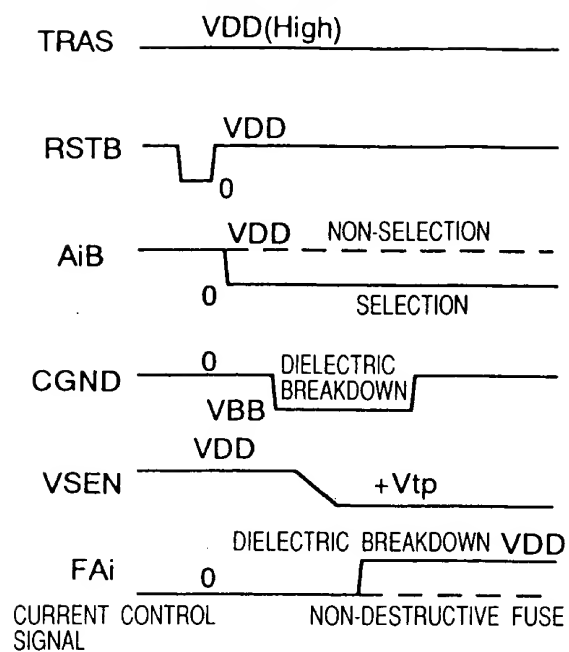 TRAS VDD(High)
RSTB VDD
0
AiB VDD NON-SELECTION
0 SELECTION
CGND 0 DIELECTRIC
BREAKDOWN
VBB
VDD
VSEN +Vtp
DIELECTRIC BREAKDOWN VDD
FAi 0
CURRENT CONTROL NON-DESTRUCTIVE FUSE
SIGNAL